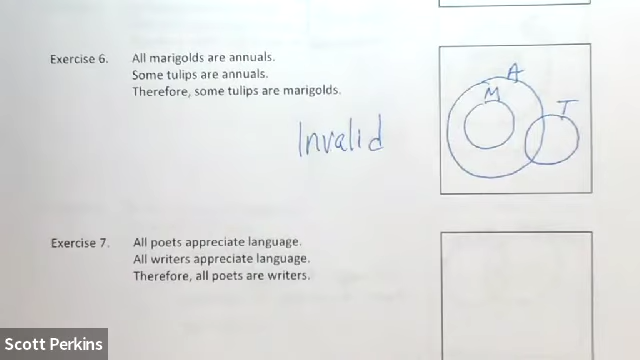 Exercise 6. All marigolds are annuals.
Some tulips are annuals.
Therefore, some tulips are marigolds.
Invalid
A
M
T
Exercise 7. All poets appreciate language.
All writers appreciate language.
Therefore, all poets are writers.
Scott Perkins